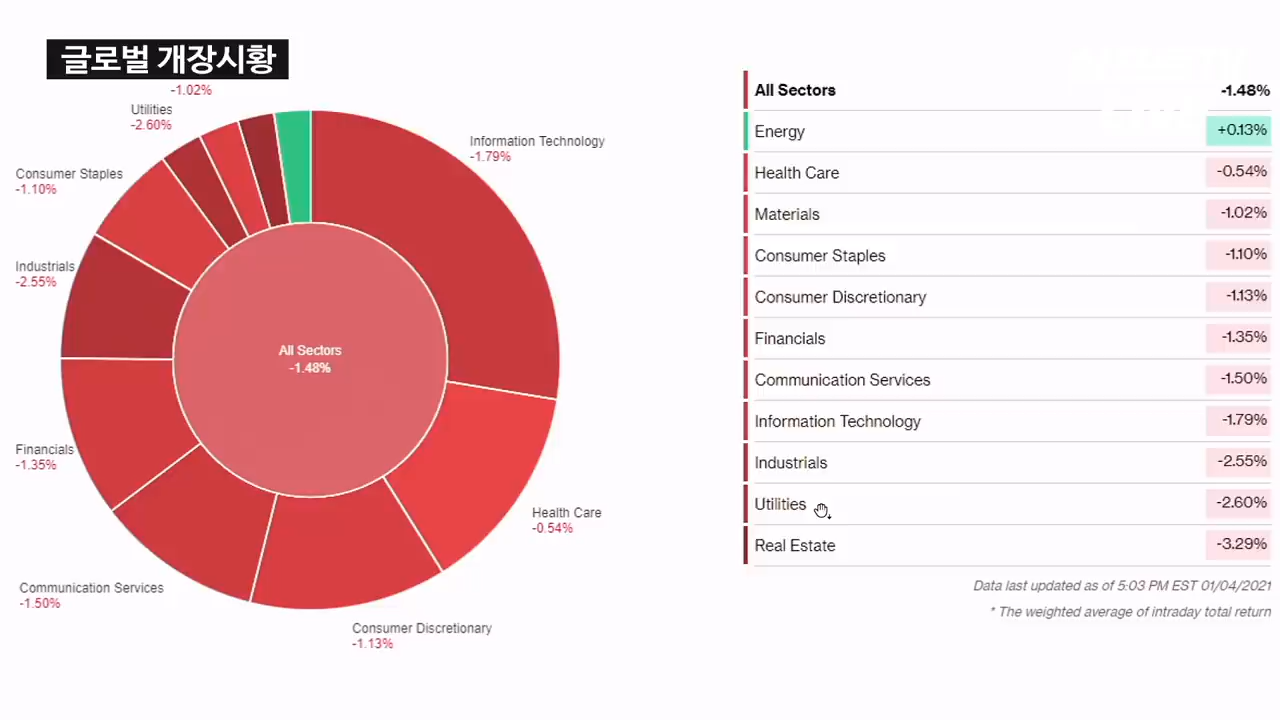 글로벌 개장시황
-1.02%
Utilities
-2.60%
Consumer Staples
-1.10%
Industrials
-2.55%
Financials
-1.35%
Communication Services
-1.50%
Consumer Discretionary
-1.13%
Health Care
-0.54%
Information Technology
-1.79%
All Sectors
-1.48%
All Sectors -1.48%
Energy +0.13%
Health Care -0.54%
Materials -1.02%
Consumer Staples -1.10%
Consumer Discretionary -1.13%
Financials -1.35%
Communication Services -1.50%
Information Technology -1.79%
Industrials -2.55%
Utilities -2.60%
Real Estate -3.29%
Data last updated as of 5:03 PM EST 01/04/2021
* The weighted average of intraday total return